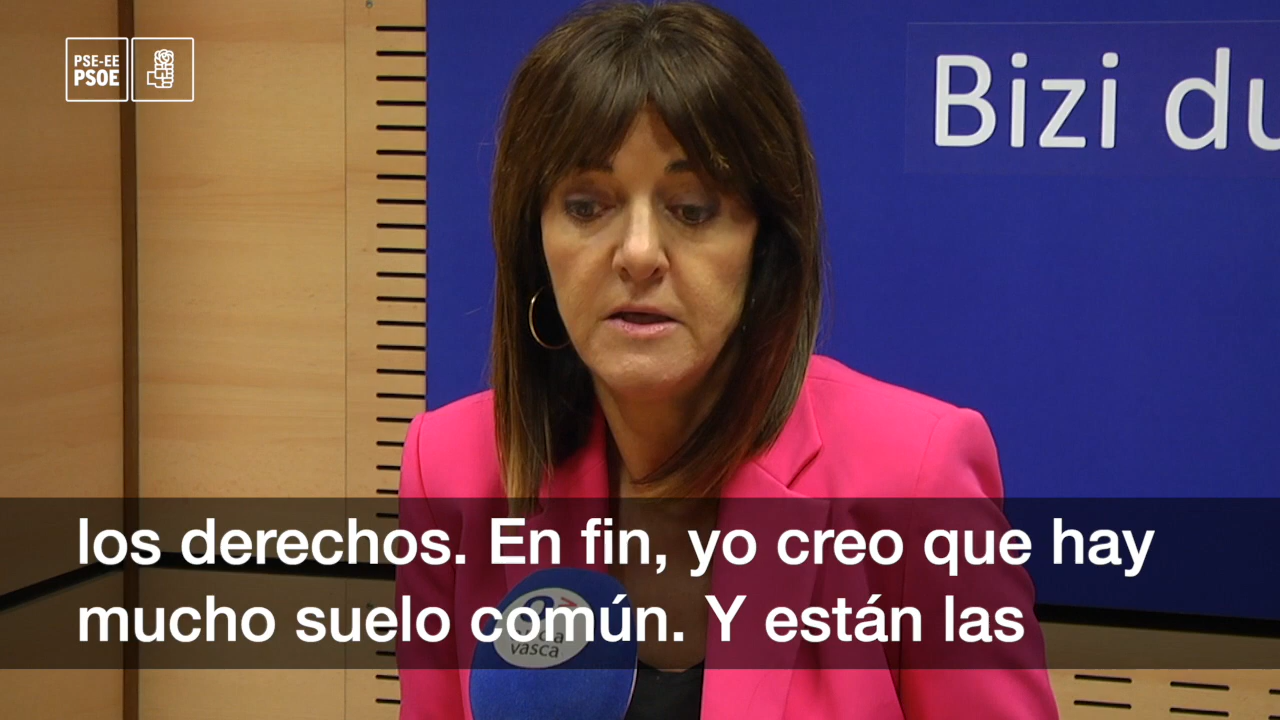 PSE-EE
PSOE
Bizi du
los derechos. En fin, yo creo que hay
mucho suelo común. Y están las
vasca